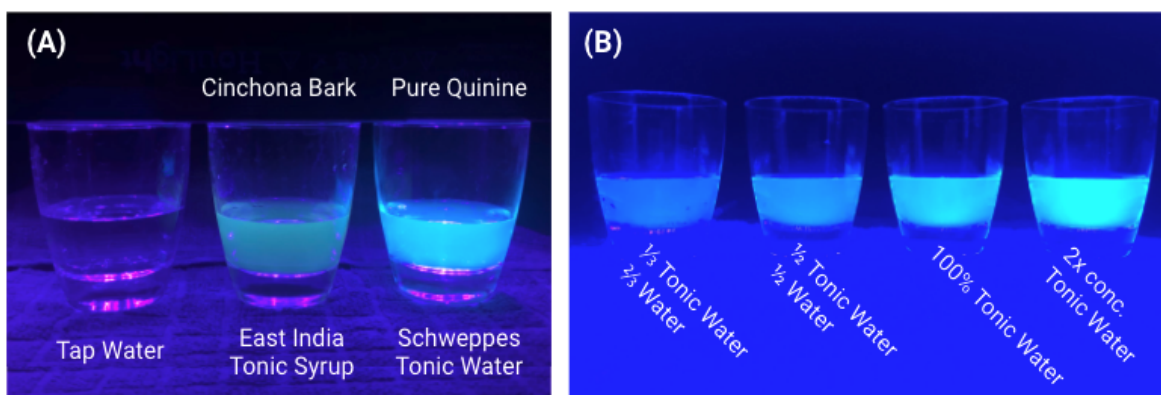 (A)
Cinchona Bark
Pure Quinine
Tap Water
East India
Tonic Syrup
Schweppes
Tonic Water
(B)
⅓ Tonic Water
⅔ Water
½ Tonic Water
½ Water
100% Tonic Water
2x conc.
Tonic Water